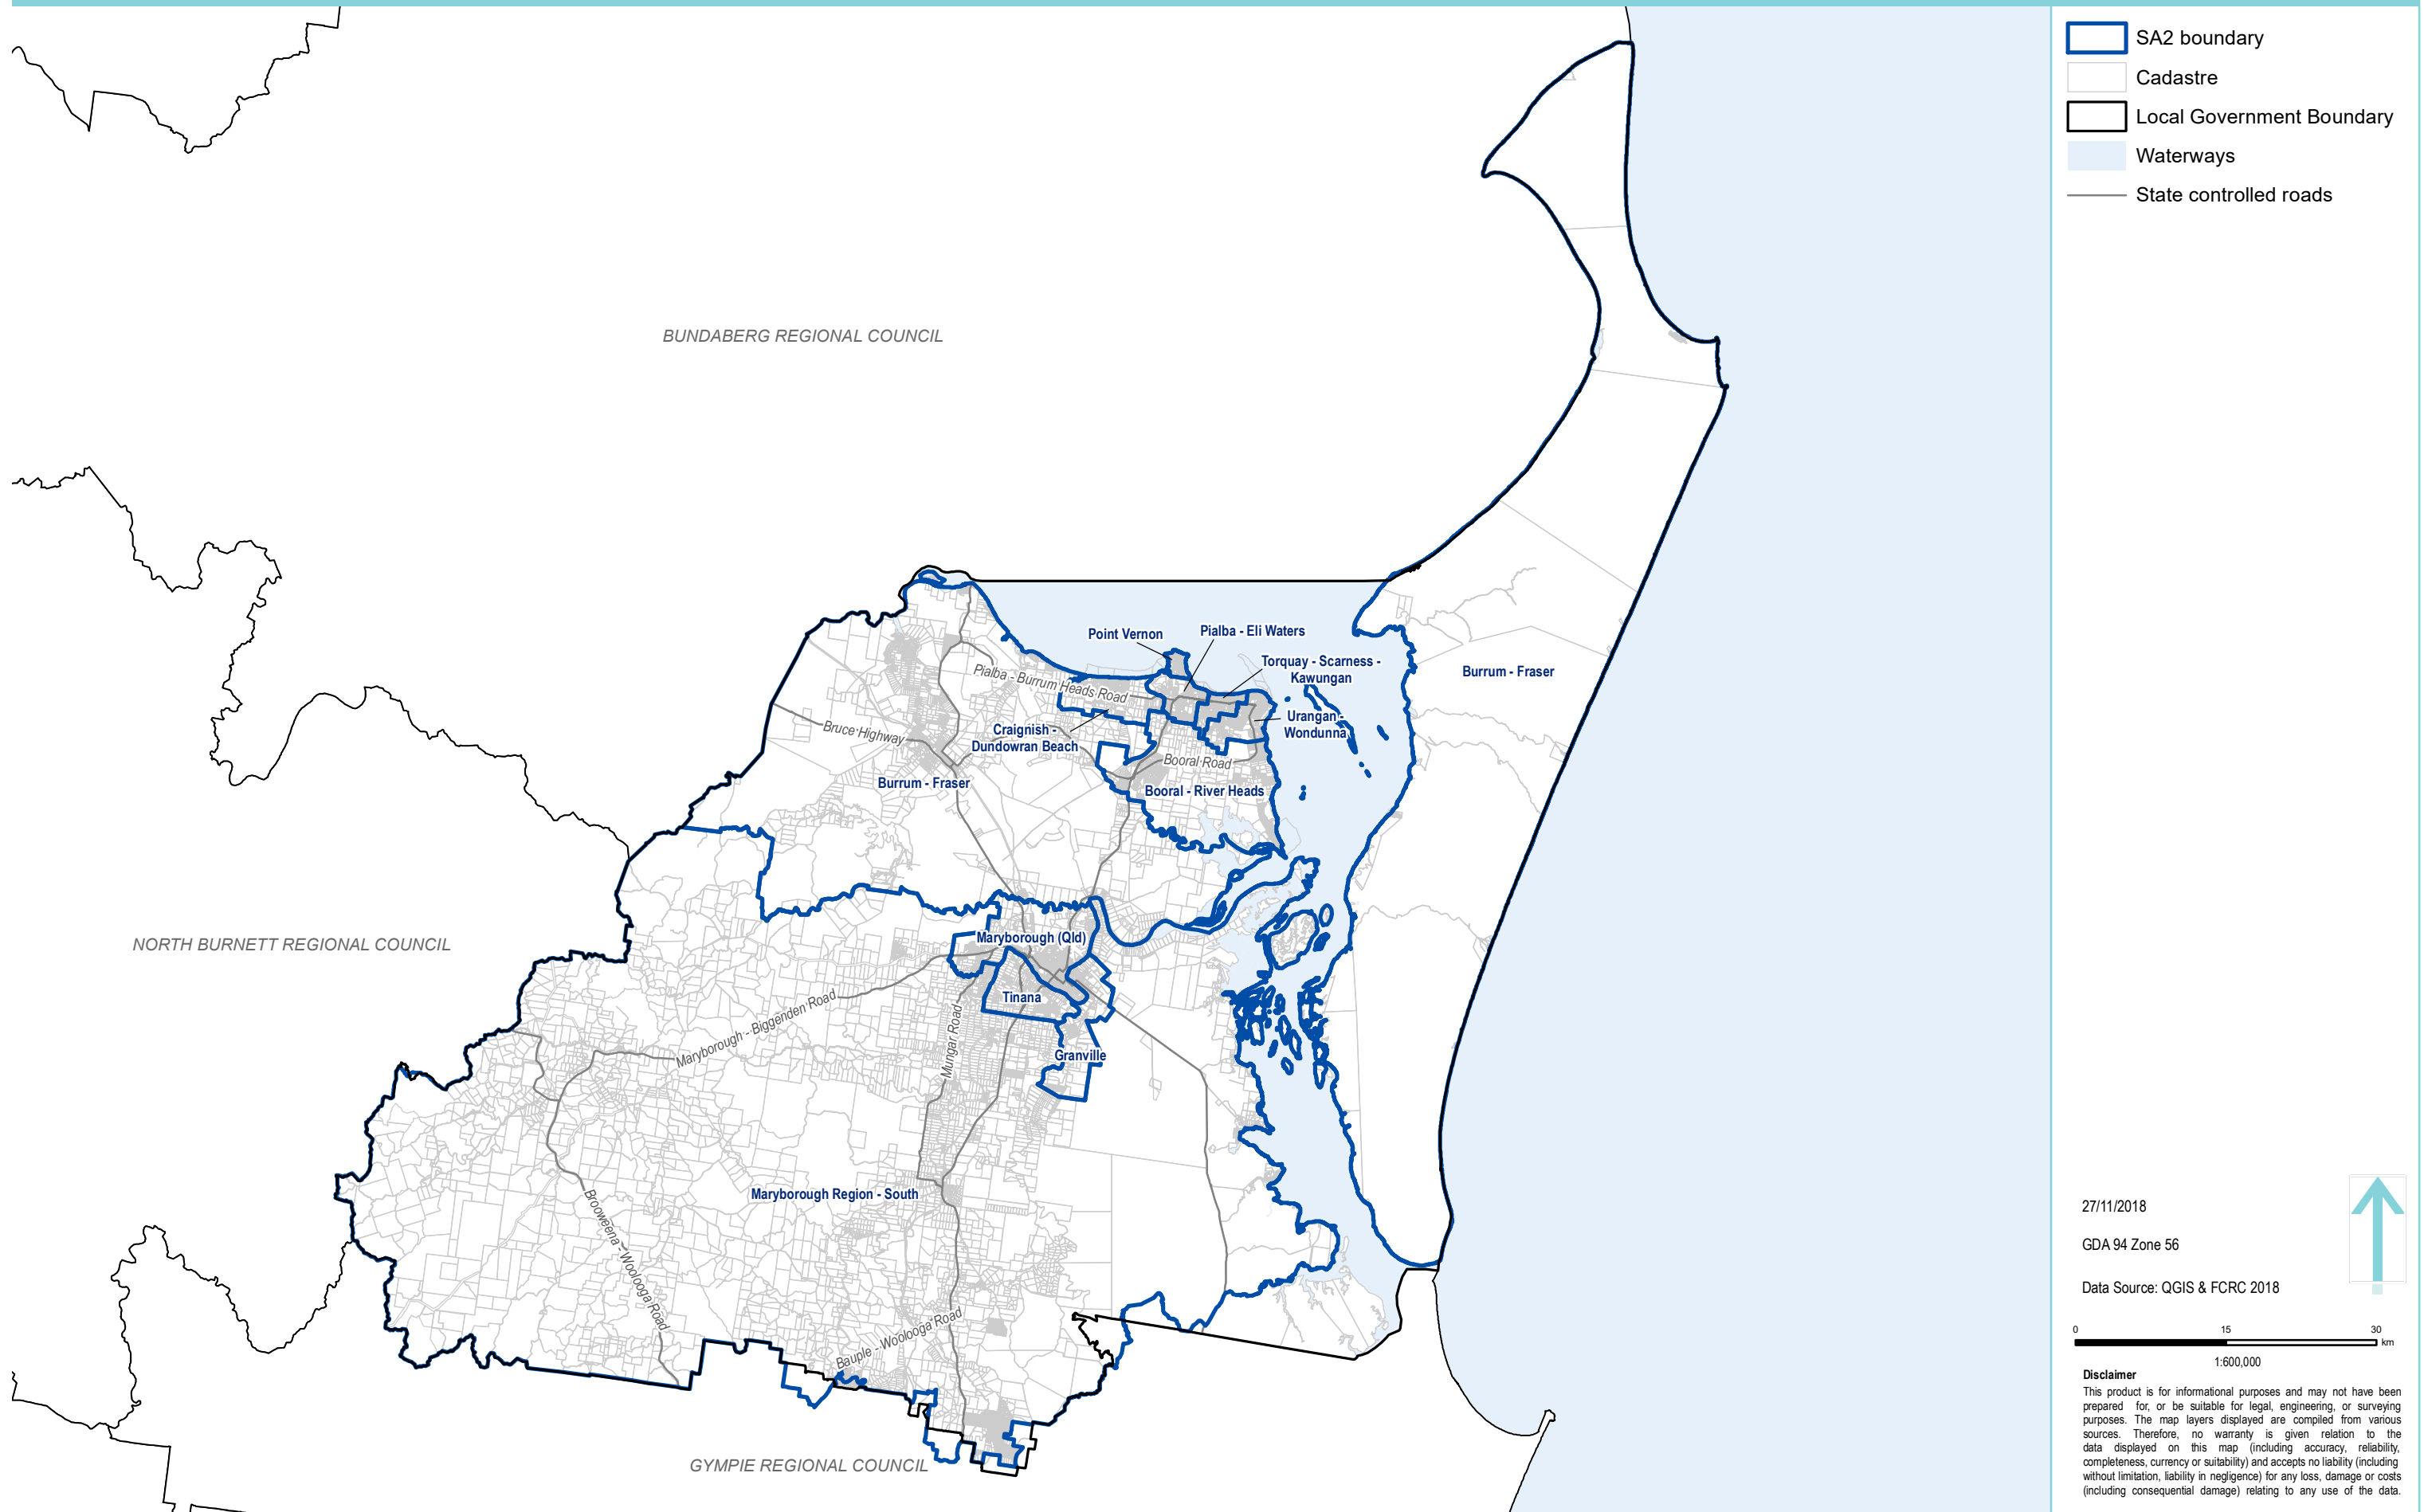 SA2 boundary
Cadastre
Local Government Boundary
Waterways
State controlled roads
BUNDABERG REGIONAL COUNCIL
Point Vernon
Pialba - Eli Waters
Torquay - Scarness -
Kawungan
Burrum - Fraser
Pialba - Burrum Heads Road
Urangan -
Wondunna
Craignish -
Dundowran Beach
Bruce Highway
Booral Road
Burrum - Fraser
Booral - River Heads
NORTH BURNETT REGIONAL COUNCIL
Maryborough (Qld)
Tinana
Maryborough - Biggenden Road
Mungar Road
Granville
Maryborough Region - South
Brooweena - Woolooga Road
Bauple - Woolooga Road
GYMPIE REGIONAL COUNCIL
27/11/2018
GDA 94 Zone 56
Data Source: QGIS & FCRC 2018
0 15 30
km
1:600,000
Disclaimer
This product is for informational purposes and may not have been
prepared for, or be suitable for legal, engineering, or surveying
purposes. The map layers displayed are compiled from various
sources. Therefore, no warranty is given relation to the
data displayed on this map (including accuracy, reliability,
completeness, currency or suitability) and accepts no liability (including
without limitation, liability in negligence) for any loss, damage or costs
(including consequential damage) relating to any use of the data.